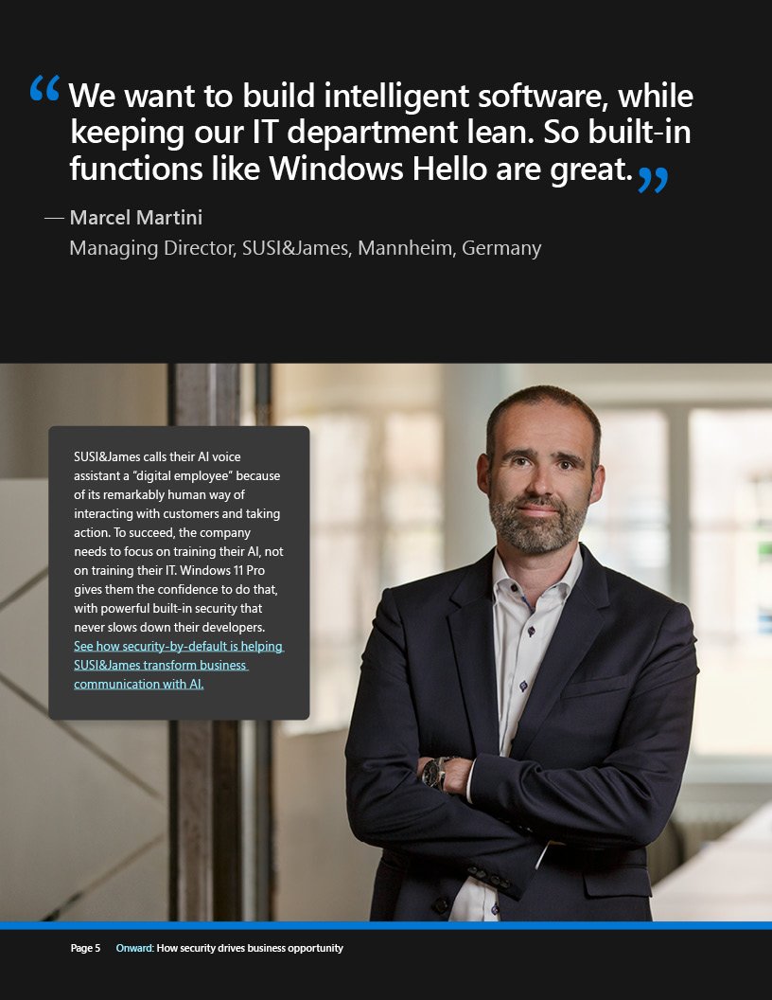 “We want to build intelligent software, while
keeping our IT department lean. So built-in
functions like Windows Hello are great.”
— Marcel Martini
Managing Director, SUSI&James, Mannheim, Germany
SUSI&James calls their AI voice
assistant a “digital employee” because
of its remarkably human way of
interacting with customers and taking
action. To succeed, the company
needs to focus on training their AI, not
on training their IT. Windows 11 Pro
gives them the confidence to do that,
with powerful built-in security that
never slows down their developers.
See how security-by-default is helping
SUSI&James transform business
communication with AI.
Page 5 Onward: How security drives business opportunity